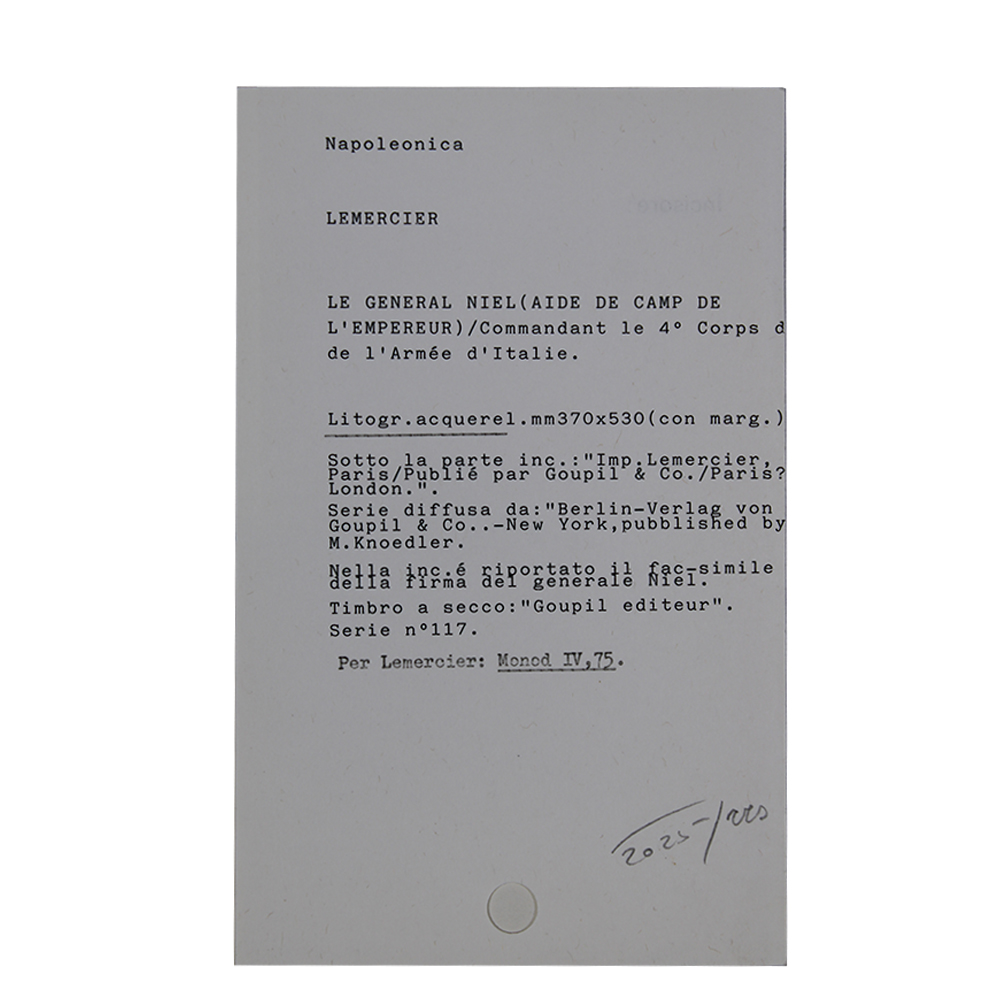 Napoleonica
LEMERCIER
LE GENERAL NIEL(AIDE DE CAMP DE
L'EMPEREUR)/Commandant le 4° Corps d
de l'Armée d'Italie.
Litogr.acquerel.mm370x530(con marg.)
Sotto la parte inc.:"Imp.Lemercier,
Paris/Publié par Goupil & Co./Paris?
London.".
Serie diffusa da:"Berlin-Verlag von
Goupil & Co..-New York,pubblished by
M.Knoedler.
Nella inc.é riportato il fac-simile
della firma del generale Niel.
Timbro a secco:"Goupil editeur".
Serie n°117.
Per Lemercier: Monod IV,75.
2025-/